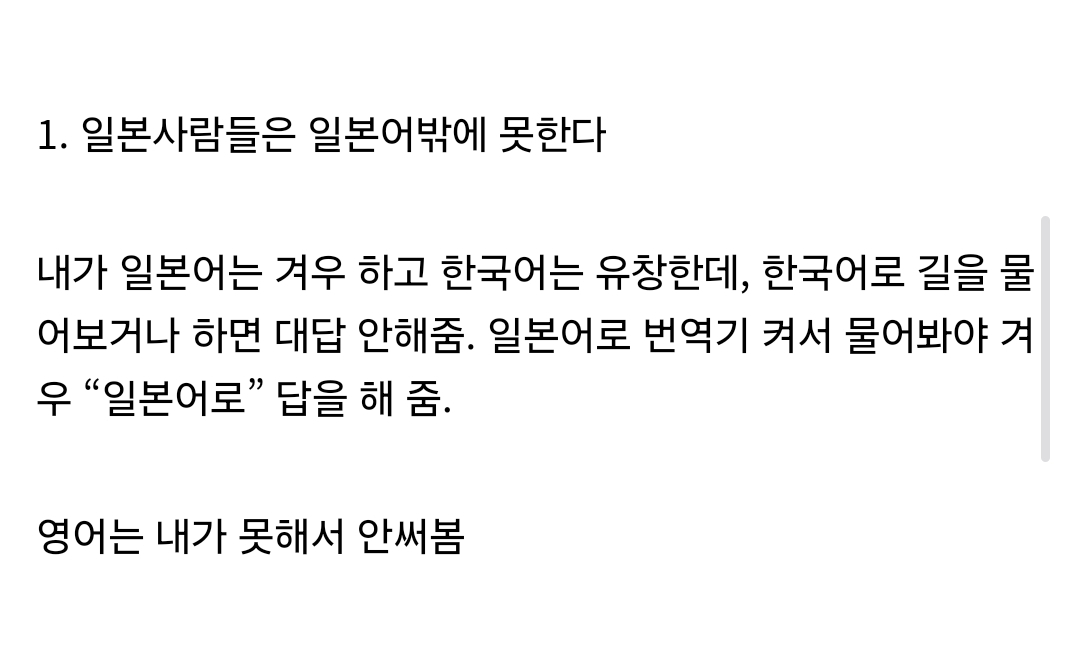 1. 일본사람들은 일본어밖에 못한다
내가 일본어는 겨우 하고 한국어는 유창한데, 한국어로 길을 물
어보거나 하면 대답 안해줌. 일본어로 번역기 켜서 물어봐야 겨
우 “일본어로” 답을 해 줌.
영어는 내가 못해서 안써봄